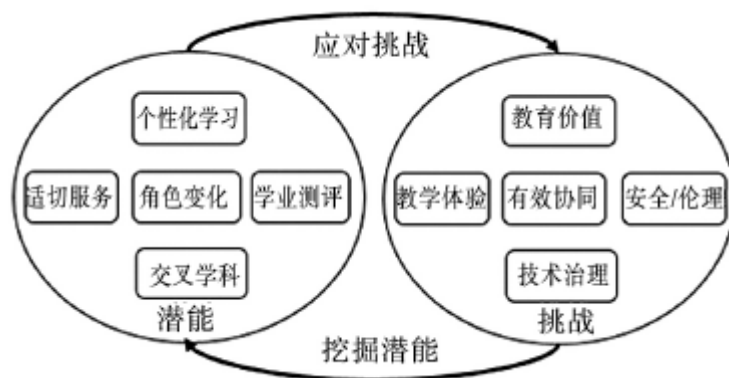 应对挑战
个性化学习
教育价值
适切服务
角色变化
学业测评
教学体验
有效协同
安全/伦理
交叉学科
技术治理
潜能
挑战
挖掘潜能